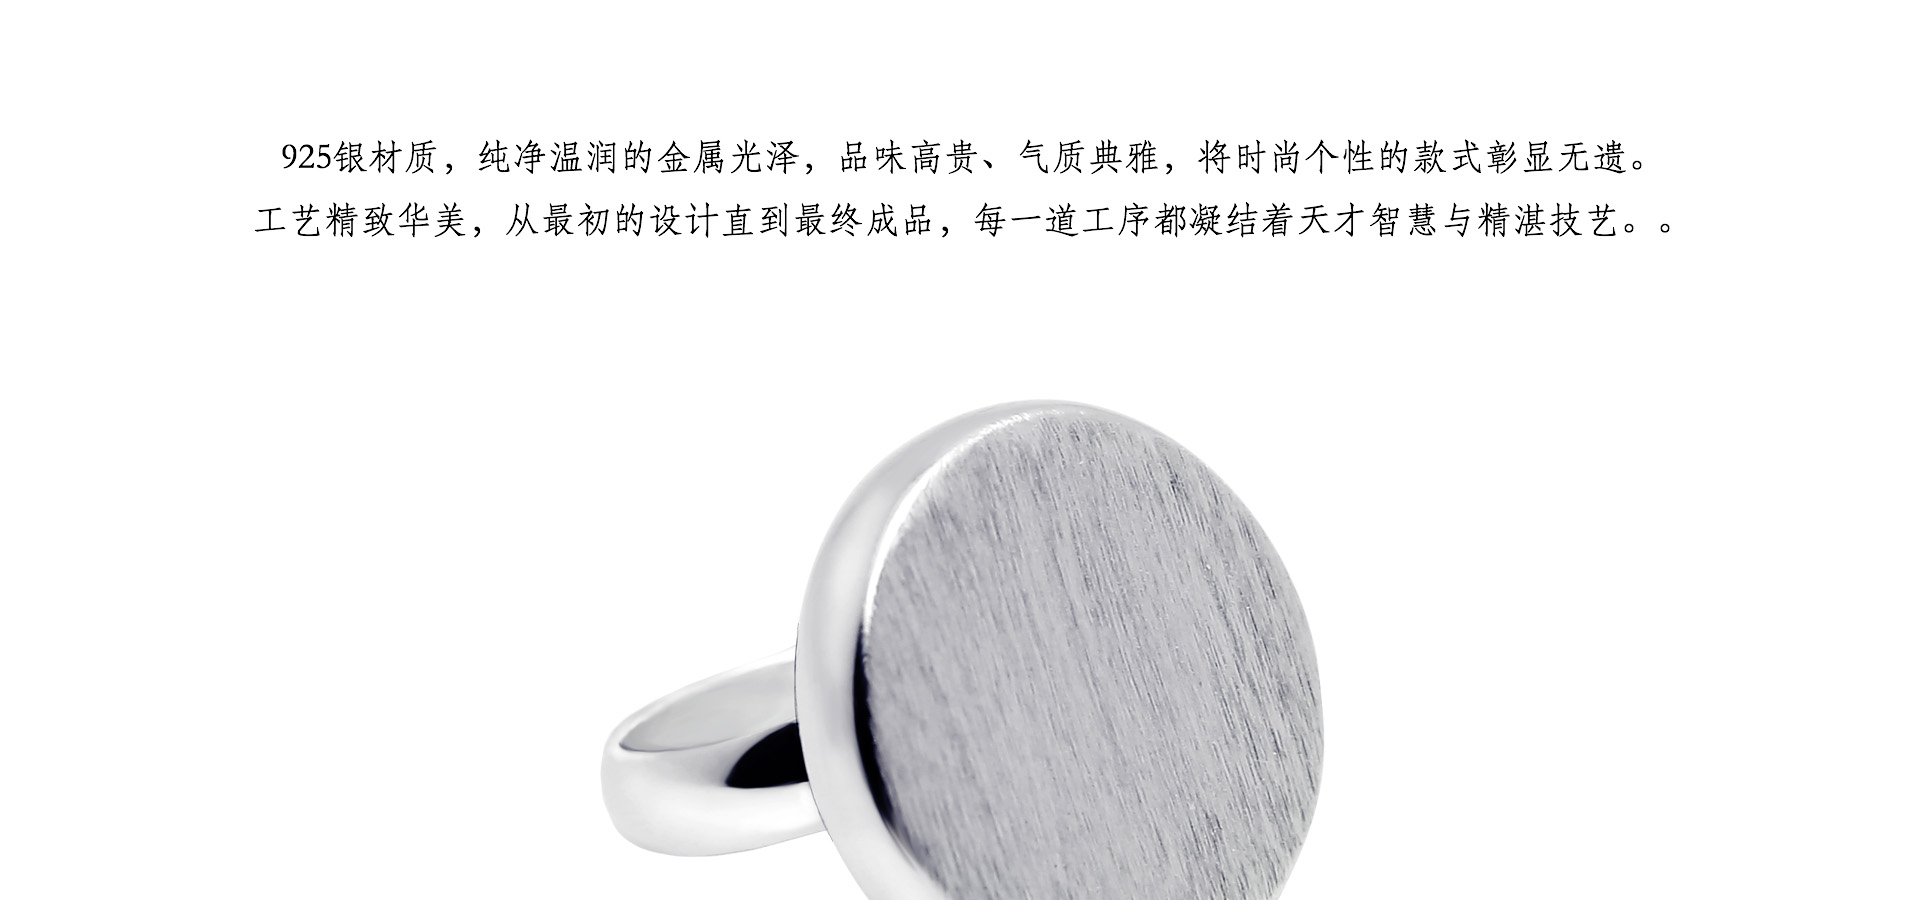 925银材质，纯净温润的金属光泽，品味高贵、气质典雅，将时尚个性的款式彰显无遗。
工艺精致华美，从最初的设计直到最终成品，每一道工序都凝结着天才智慧与精湛技艺。。